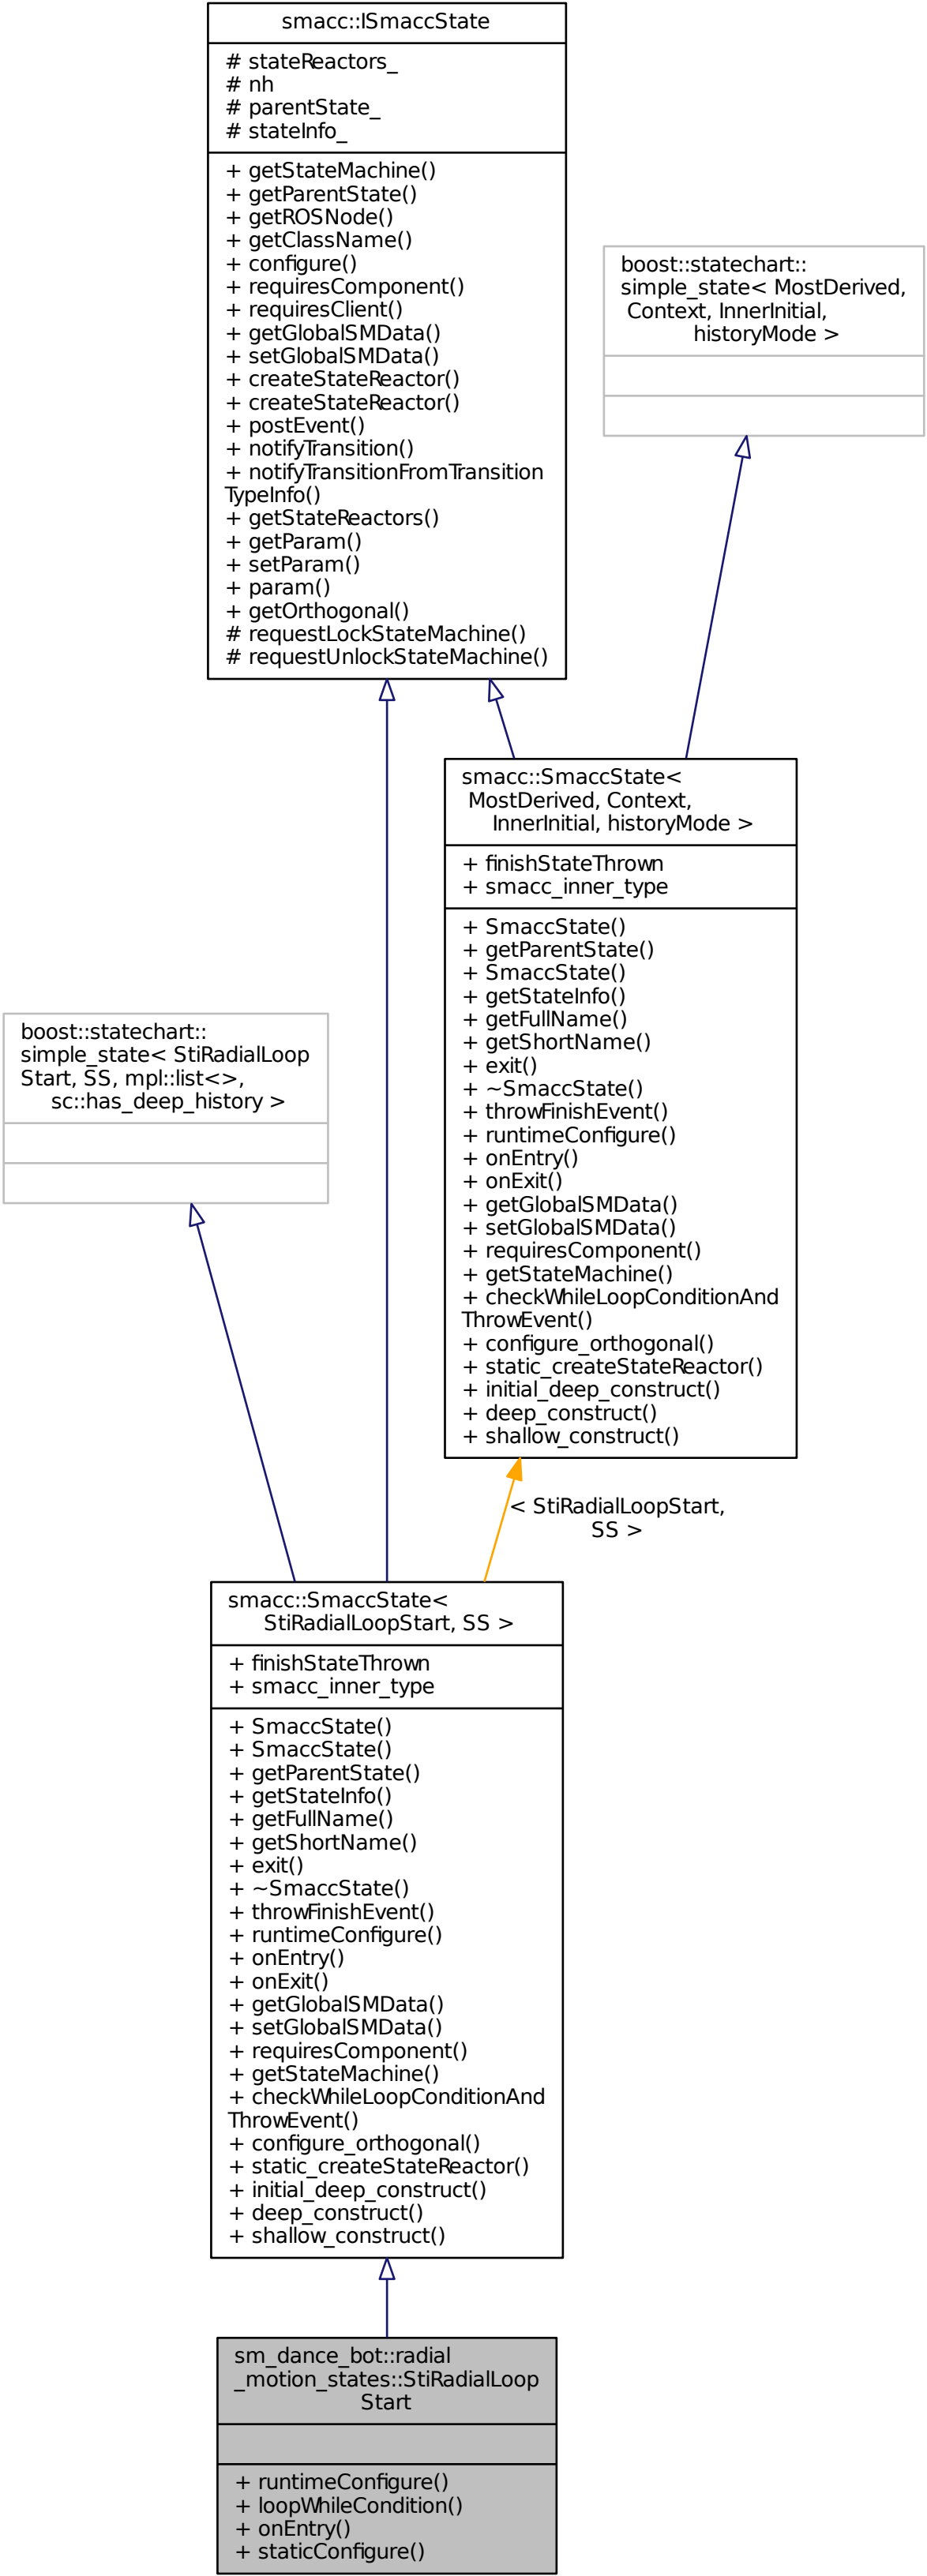 smacc::ISmaccState
# stateReactors_
# nh
# parentState_
# stateInfo_
+ getStateMachine()
+ getParentState()
+ getROSNode()
+ getClassName()
+ configure()
+ requiresComponent()
+ requiresClient()
+ getGlobalSMData()
+ setGlobalSMData()
+ createStateReactor()
+ createStateReactor()
+ postEvent()
+ notifyTransition()
+ notifyTransitionFromTransition
TypeInfo()
+ getStateReactors()
+ getParam()
+ setParam()
+ param()
+ getOrthogonal()
# requestLockStateMachine()
# requestUnlockStateMachine()
boost::statechart::
simple_state< MostDerived,
Context, InnerInitial,
historyMode >
smacc::SmaccState<
MostDerived, Context,
InnerInitial, historyMode >
+ finishStateThrown
+ smacc_inner_type
+ SmaccState()
+ getParentState()
+ SmaccState()
+ getStateInfo()
+ getFullName()
+ getShortName()
+ exit()
+ ~SmaccState()
+ throwFinishEvent()
+ runtimeConfigure()
+ onEntry()
+ onExit()
+ getGlobalSMData()
+ setGlobalSMData()
+ requiresComponent()
+ getStateMachine()
+ checkWhileLoopConditionAnd
ThrowEvent()
+ configure_orthogonal()
+ static_createStateReactor()
+ initial_deep_construct()
+ deep_construct()
+ shallow_construct()
boost::statechart::
simple_state< StiRadialLoop
Start, SS, mpl::list<>,
sc::has_deep_history >
< StiRadialLoopStart,
SS >
smacc::SmaccState<
StiRadialLoopStart, SS >
+ finishStateThrown
+ smacc_inner_type
+ SmaccState()
+ SmaccState()
+ getParentState()
+ getStateInfo()
+ getFullName()
+ getShortName()
+ exit()
+ ~SmaccState()
+ throwFinishEvent()
+ runtimeConfigure()
+ onEntry()
+ onExit()
+ getGlobalSMData()
+ setGlobalSMData()
+ requiresComponent()
+ getStateMachine()
+ checkWhileLoopConditionAnd
ThrowEvent()
+ configure_orthogonal()
+ static_createStateReactor()
+ initial_deep_construct()
+ deep_construct()
+ shallow_construct()
sm_dance_bot::radial
_motion_states::StiRadialLoop
Start
+ runtimeConfigure()
+ loopWhileCondition()
+ onEntry()
+ staticConfigure()